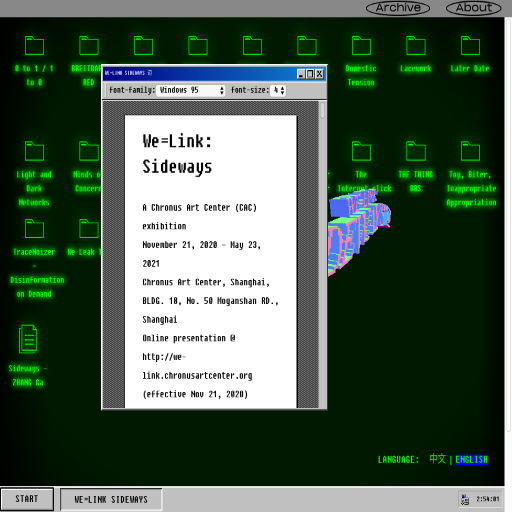 Archive
About
0 to 1 / 1
to 0
Domestic
Tension
Lacework
Later Date
WE=LINK SIDEWAYS
Font-family:
Windows 95
Font-size:
4
We=Link:
Sideways
A Chronus Art Center (CAC)
exhibition
November 21, 2020 - May 23,
2021
Chronus Art Center, Shanghai,
BLDG. 18, No. 50 Moganshan RD.,
Shanghai
Online presentation @
http://we-
link.chronusartcenter.org
(effective Nov 21, 2020)
Light and
Dark
Networks
Minds o
Concern
The
Internet click
THE THING
BBS
Toy, Biter,
Inappropriate
Appropriation
TraceNoizer
-
Disinformation
on Demand
We Leak
Sideways -
ZHANG Ga
LANGUAGE: 中文 | ENGLISH
START
WE=LINK SIDEWAYS
2:54:01